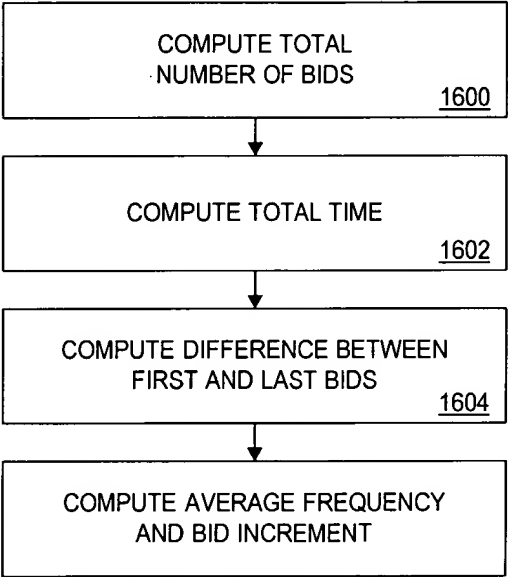 COMPUTE TOTAL
NUMBER OF BIDS
1600
COMPUTE TOTAL TIME
1602
COMPUTE DIFFERENCE BETWEEN
FIRST AND LAST BIDS
1604
COMPUTE AVERAGE FREQUENCY
AND BID INCREMENT